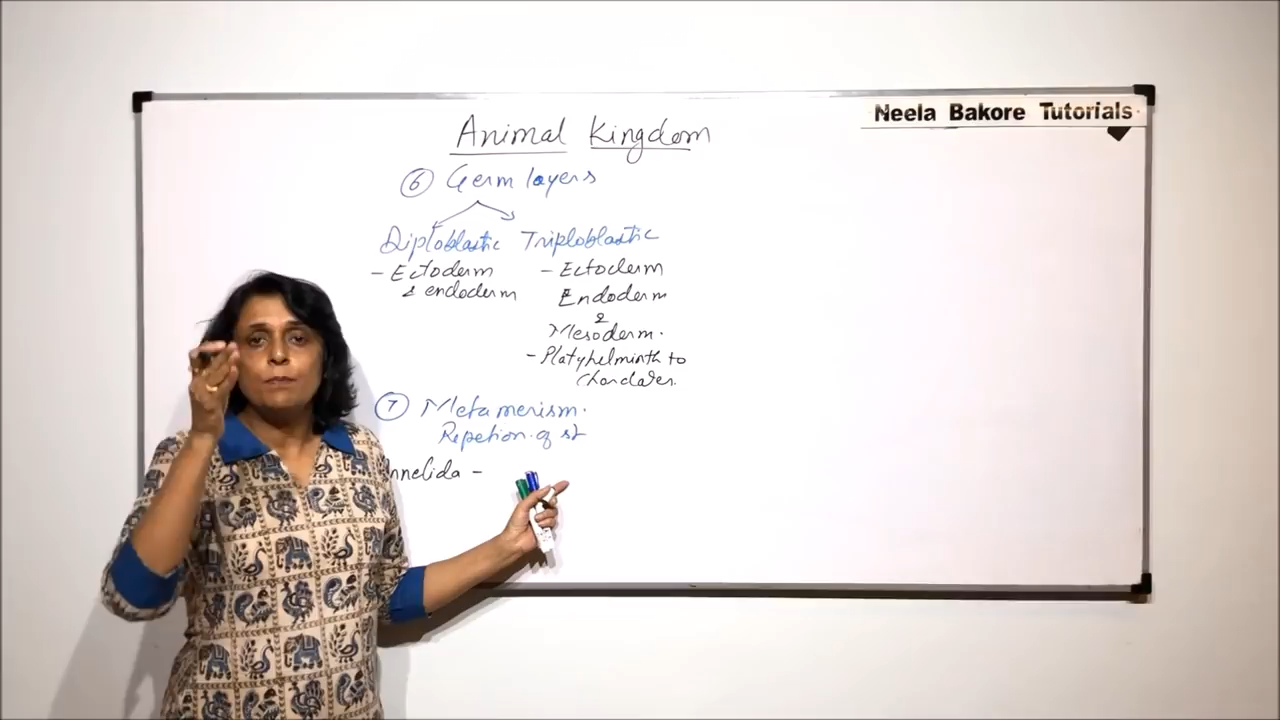 Neela Bakore Tutorials
Animal Kingdom
6 Germ layers
Diploblastic Triploblastic
- Ectoderm - Ectoderm
& endoderm Endoderm
&
Mesoderm.
- Platyhelminth to
Chordates.
7 Metamerism.
Repetion of st
nnelida -